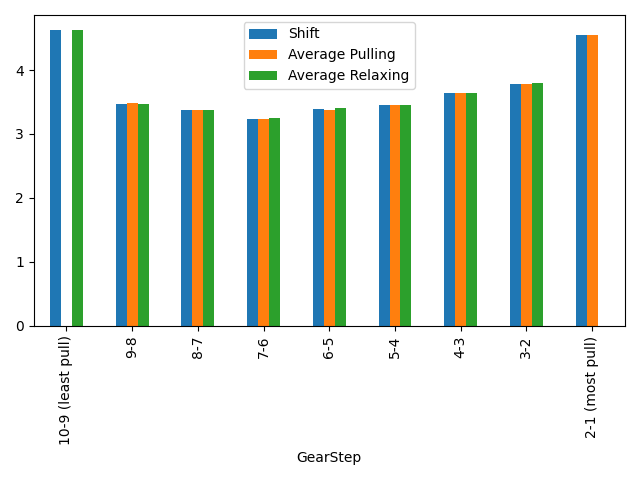 Shift
Average Pulling
Average Relaxing
4
3
2
1
0
10-9 (least pull)
9-8
8-7
7-6
6-5
5-4
4-3
3-2
2-1 (most pull)
GearStep